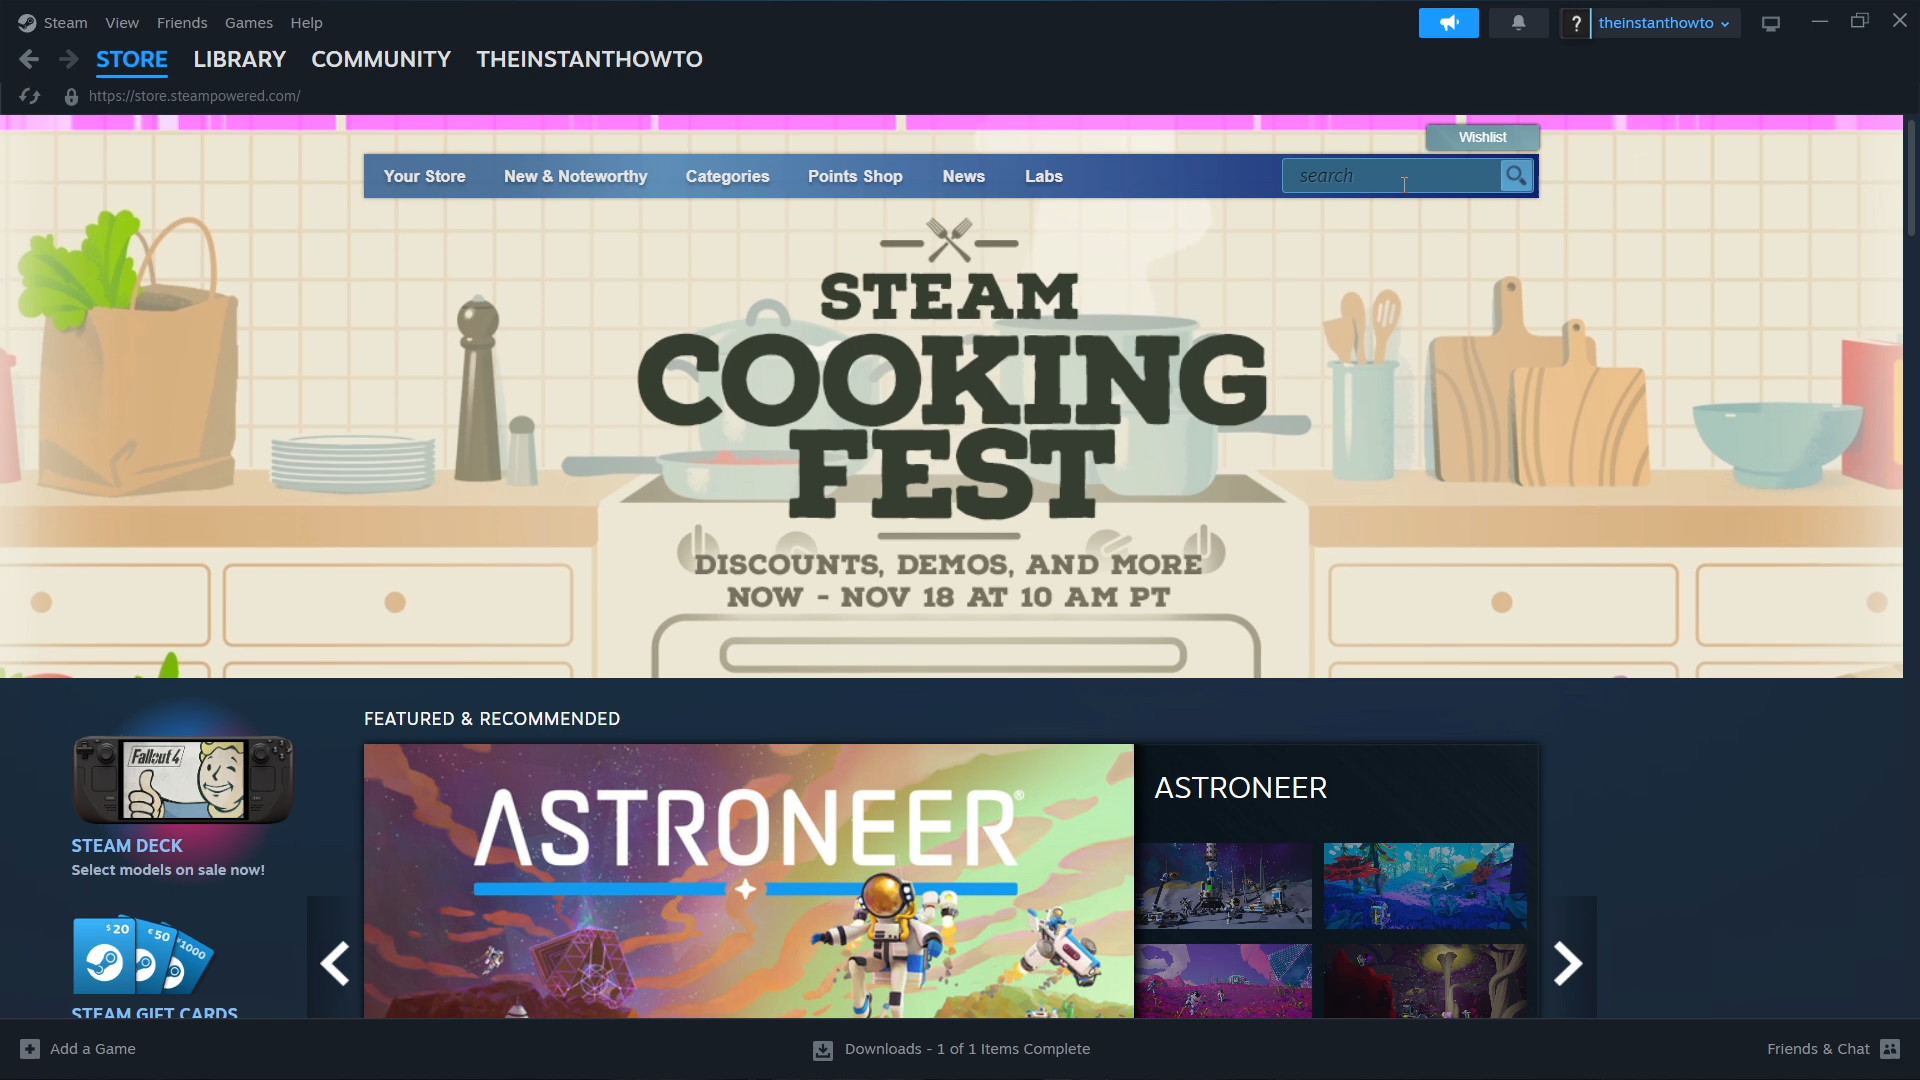 Steam View Friends Games Help
? theinstanthowto
STORE LIBRARY COMMUNITY THEINSTANTHOWTO
https://store.steampowered.com/
Wishlist
Your Store New & Noteworthy Categories Points Shop News Labs search
STEAM
COOKING
FEST
DISCOUNTS, DEMOS, AND MORE
NOW - NOV 18 AT 10 AM PT
FEATURED & RECOMMENDED
Fallout 4
STEAM DECK
Select models on sale now!
ASTRONEER®
ASTRONEER
$20 €50 ¥1000
STEAM GIFT CARDS
Add a Game
Downloads - 1 of 1 Items Complete
Friends & Chat